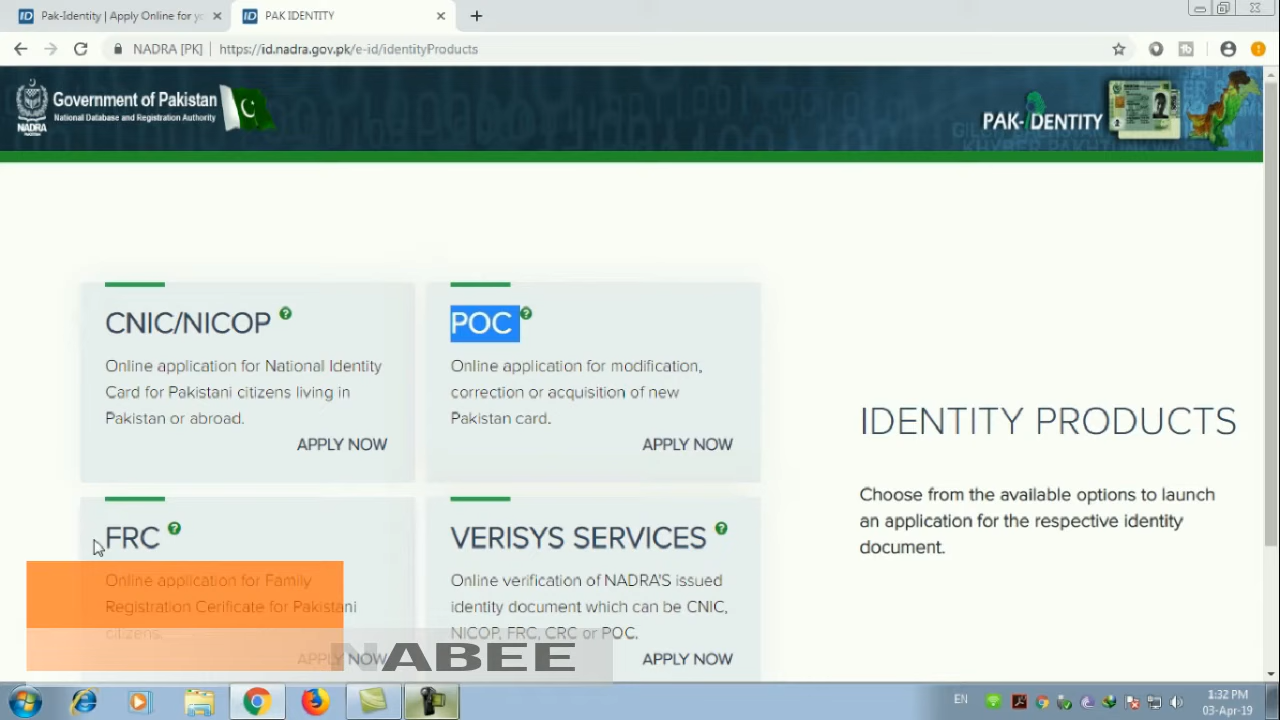 Pak-Identity | Apply Online for yo
PAK IDENTITY
NADRA [PK]
https://id.nadra.gov.pk/e-id/identityProducts
NADRA
Government of Pakistan
National Database and Registration Authority
PAK-IDENTITY
CNIC/NICOP
Online application for National Identity
Card for Pakistani citizens living in
Pakistan or abroad.
APPLY NOW
POC
Online application for modification,
correction or acquisition of new
Pakistan card.
APPLY NOW
FRC
Online application for Family
Registration Cerificate for Pakistani
citizens.
APPLY NOW
VERISYS SERVICES
Online verification of NADRA'S issued
identity document which can be CNIC,
NICOP, FRC, CRC or POC.
APPLY NOW
IDENTITY PRODUCTS
Choose from the available options to launch
an application for the respective identity
document.
NABEE
EN
1:32 PM
03-Apr-19